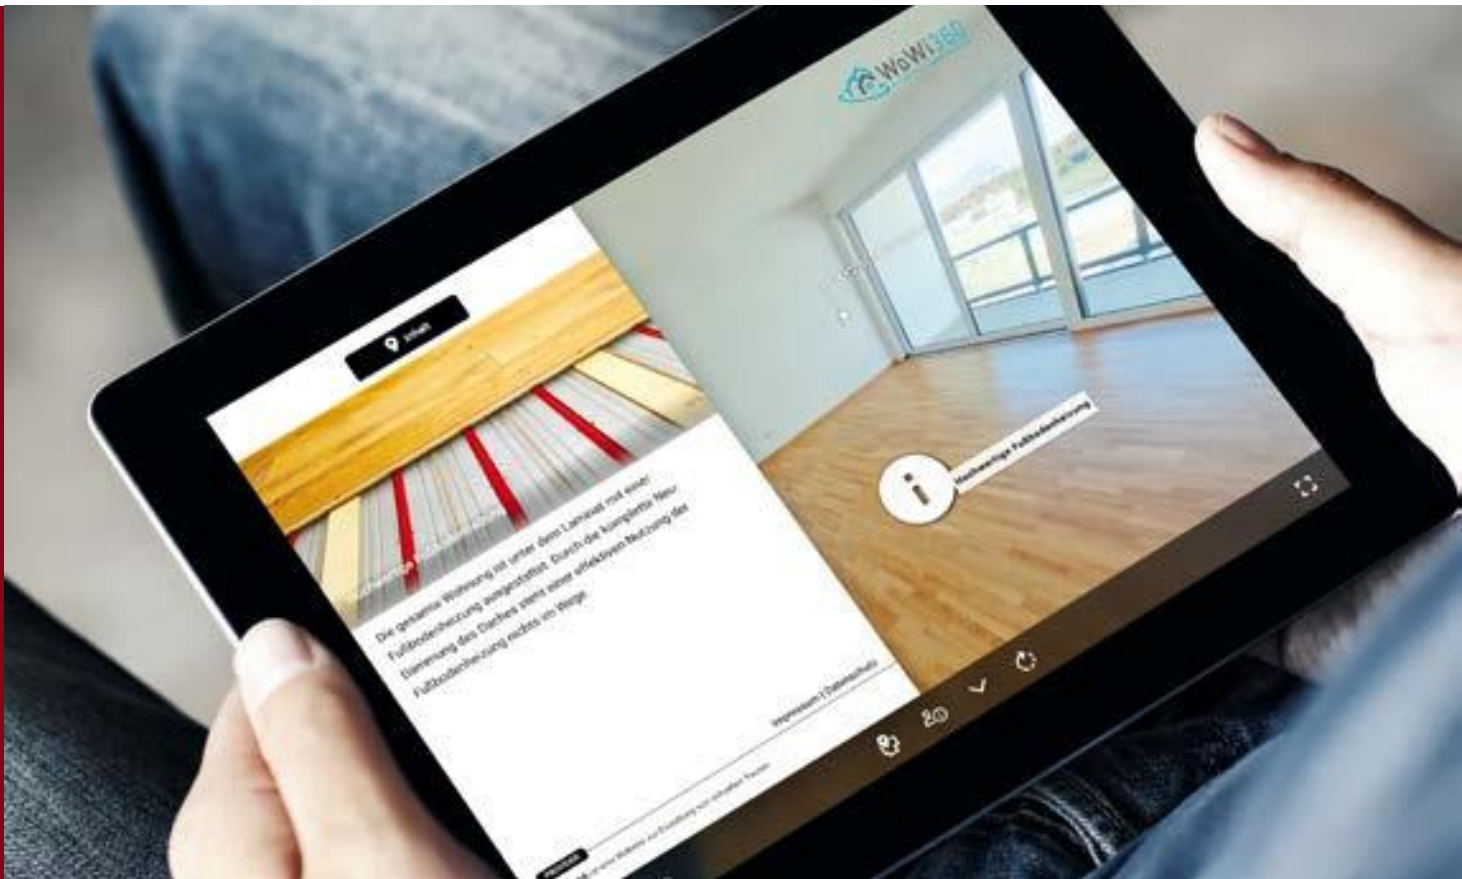 WoWi360
Inhalt
Hochwertige Fußbodenheizung
i
Die gesamte Wohnung ist unter dem Laminat mit einer
Fußbodenheizung ausgestattet. Durch die komplette Neu-
Dämmung des Daches steht einer effektiven Nutzung der
Fußbodenheizung nichts im Wege.
Impressum | Datenschutz